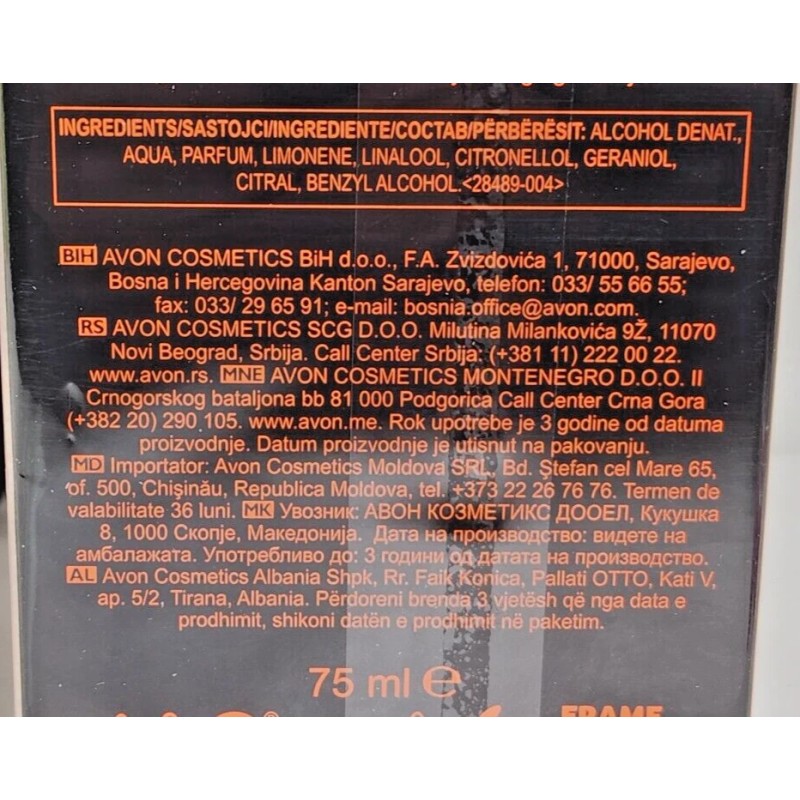 INGREDIENTS/SASTOJCI/INGREDIENTE/СОСТАВ/PËRBËRËSIT: ALCOHOL DENAT.,
AQUA, PARFUM, LIMONENE, LINALOOL, CITRONELLOL, GERANIOL,
CITRAL, BENZYL ALCOHOL.<28489-004>
BIH AVON COSMETICS BiH d.o.o., F.A. Zvizdovića 1, 71000, Sarajevo,
Bosna i Hercegovina Kanton Sarajevo, telefon: 033/ 55 66 55;
fax: 033/ 29 65 91; e-mail: bosnia.office@avon.com.
RS AVON COSMETICS SCG D.O.O. Milutina Milankovića 9Ž, 11070
Novi Beograd, Srbija. Call Center Srbija: (+381 11) 222 00 22.
www.avon.rs. MNE AVON COSMETICS MONTENEGRO D.O.O. II
Crnogorskog bataljona bb 81 000 Podgorica Call Center Crna Gora
(+382 20) 290 105. www.avon.me. Rok upotrebe je 3 godine od datuma
proizvodnje. Datum proizvodnje je utisnut na pakovanju.
MD Importator: Avon Cosmetics Moldova SRL, Bd. Ştefan cel Mare 65,
of. 500, Chişinău, Republica Moldova, tel. +373 22 26 76 76. Termen de
valabilitate 36 luni. MK Увозник: АВОН КОЗМЕТИКС ДООЕЛ, Кукушка
8, 1000 Скопје, Македонија. Дата на производство: видете на
амбалажата. Употребливо до: 3 години од датата на производство.
AL Avon Cosmetics Albania Shpk, Rr. Faik Konica, Pallati OTTO, Kati V,
ap. 5/2, Tirana, Albania. Përdoreni brenda 3 vjetësh që nga data e
prodhimit, shikoni datën e prodhimit në paketim.
75 ml ℮
FRAME